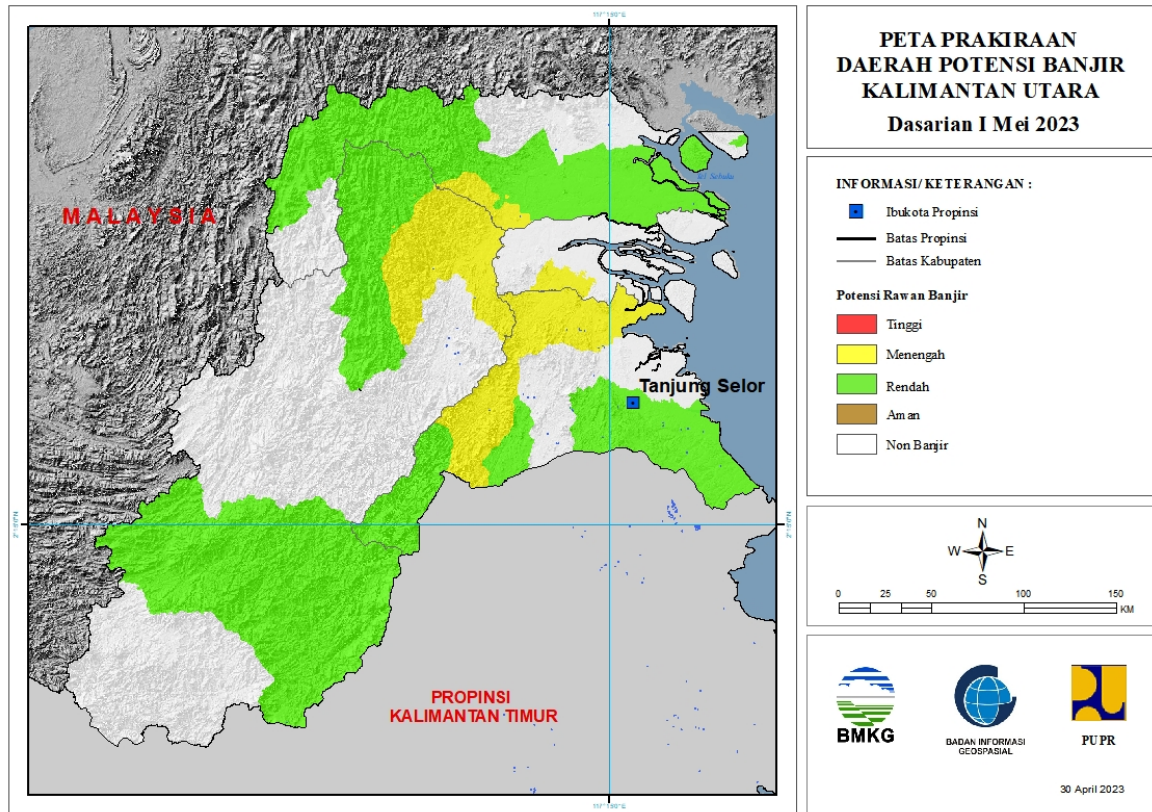 PETA PRAKIRAAN
DAERAH POTENSI BANJIR
KALIMANTAN UTARA
Dasarian I Mei 2023
INFORMASI/ KETERANGAN :
Ibukota Propinsi
Batas Propinsi
Batas Kabupaten
Potensi Rawan Banjir
Tinggi
Menengah
Rendah
Aman
Non Banjir
N
W E
S
0 25 50 100 150
KM
BMKG
BADAN INFORMASI
GEOSPASIAL
PUPR
30 April 2023
MALAYSIA
Tanjung Selor
PROPINSI
KALIMANTAN TIMUR